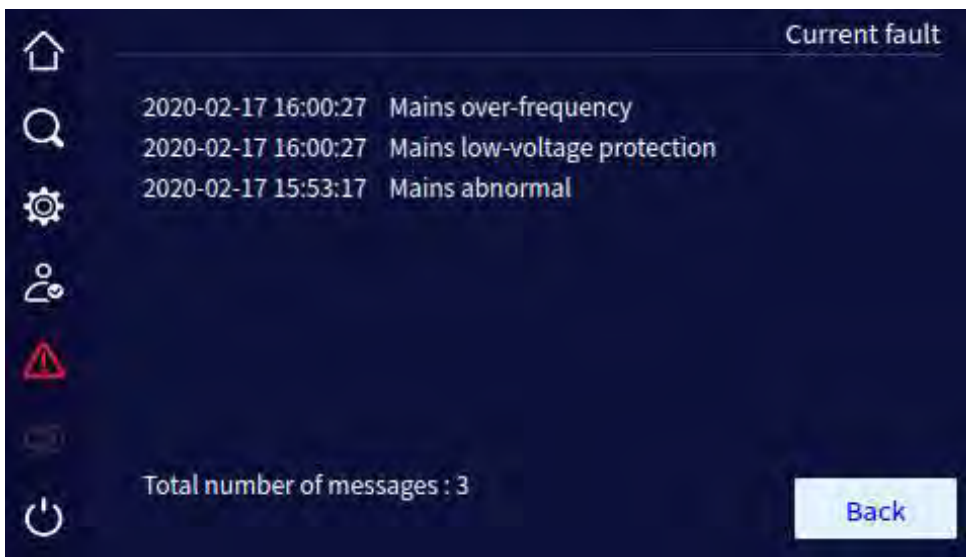 Current fault
2020-02-17 16:00:27 Mains over-frequency
2020-02-17 16:00:27 Mains low-voltage protection
2020-02-17 15:53:17 Mains abnormal
Total number of messages : 3
Back